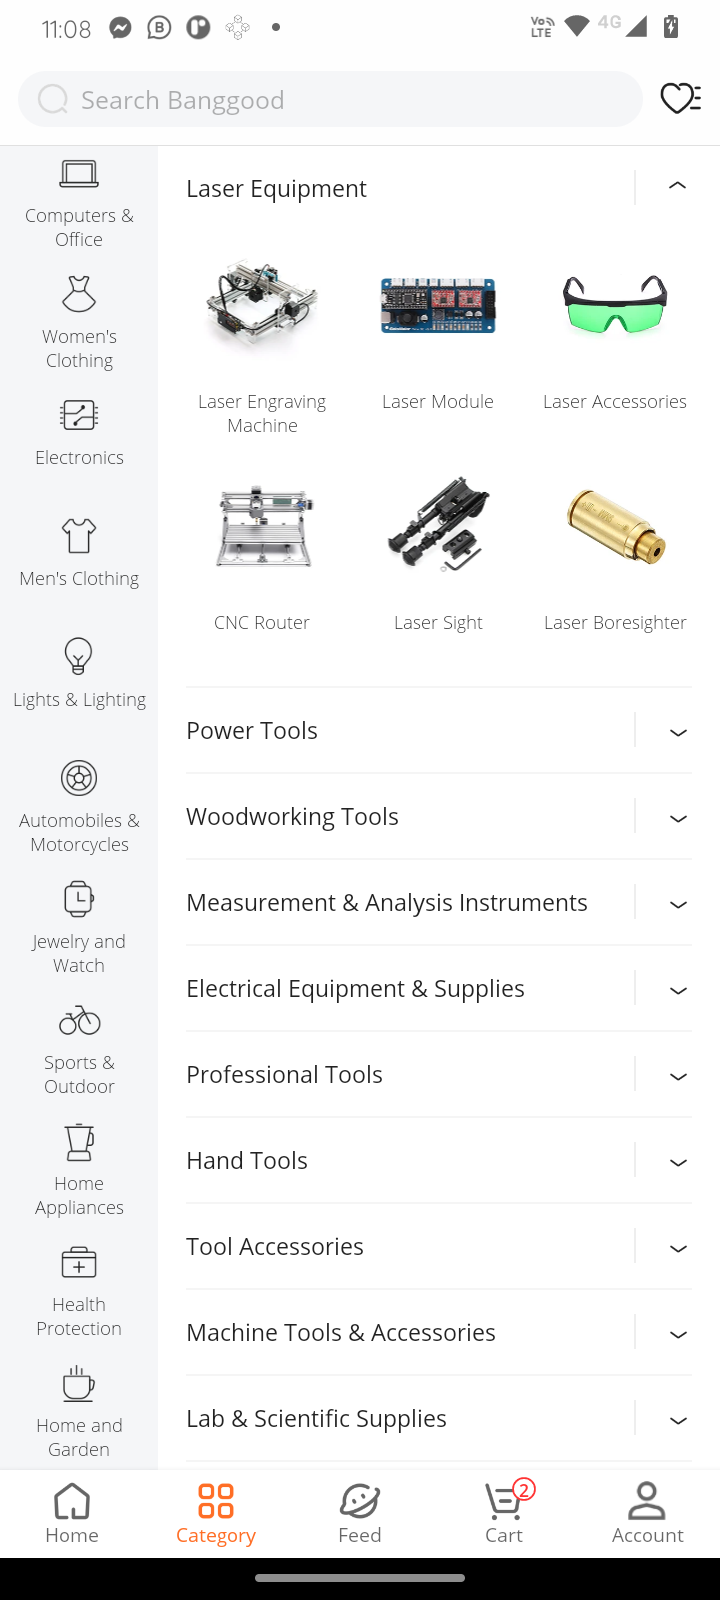 11:08
Vo LTE
4G
Search Banggood
Computers &
Office
Women's
Clothing
Electronics
Men's Clothing
Lights & Lighting
Automobiles &
Motorcycles
Jewelry and
Watch
Sports &
Outdoor
Home
Appliances
Health
Protection
Home and
Garden
Laser Equipment
Laser Engraving
Machine
Laser Module
Laser Accessories
CNC Router
Laser Sight
Laser Boresighter
Power Tools
Woodworking Tools
Measurement & Analysis Instruments
Electrical Equipment & Supplies
Professional Tools
Hand Tools
Tool Accessories
Machine Tools & Accessories
Lab & Scientific Supplies
Home
Category
Feed
2
Cart
Account